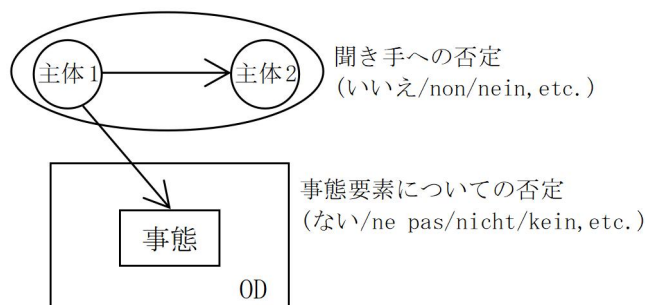 主体1
主体2
聞き手への否定
(いいえ/non/nein,etc.)
事態要素についての否定
(ない/ne pas/nicht/kein,etc.)
事態
OD